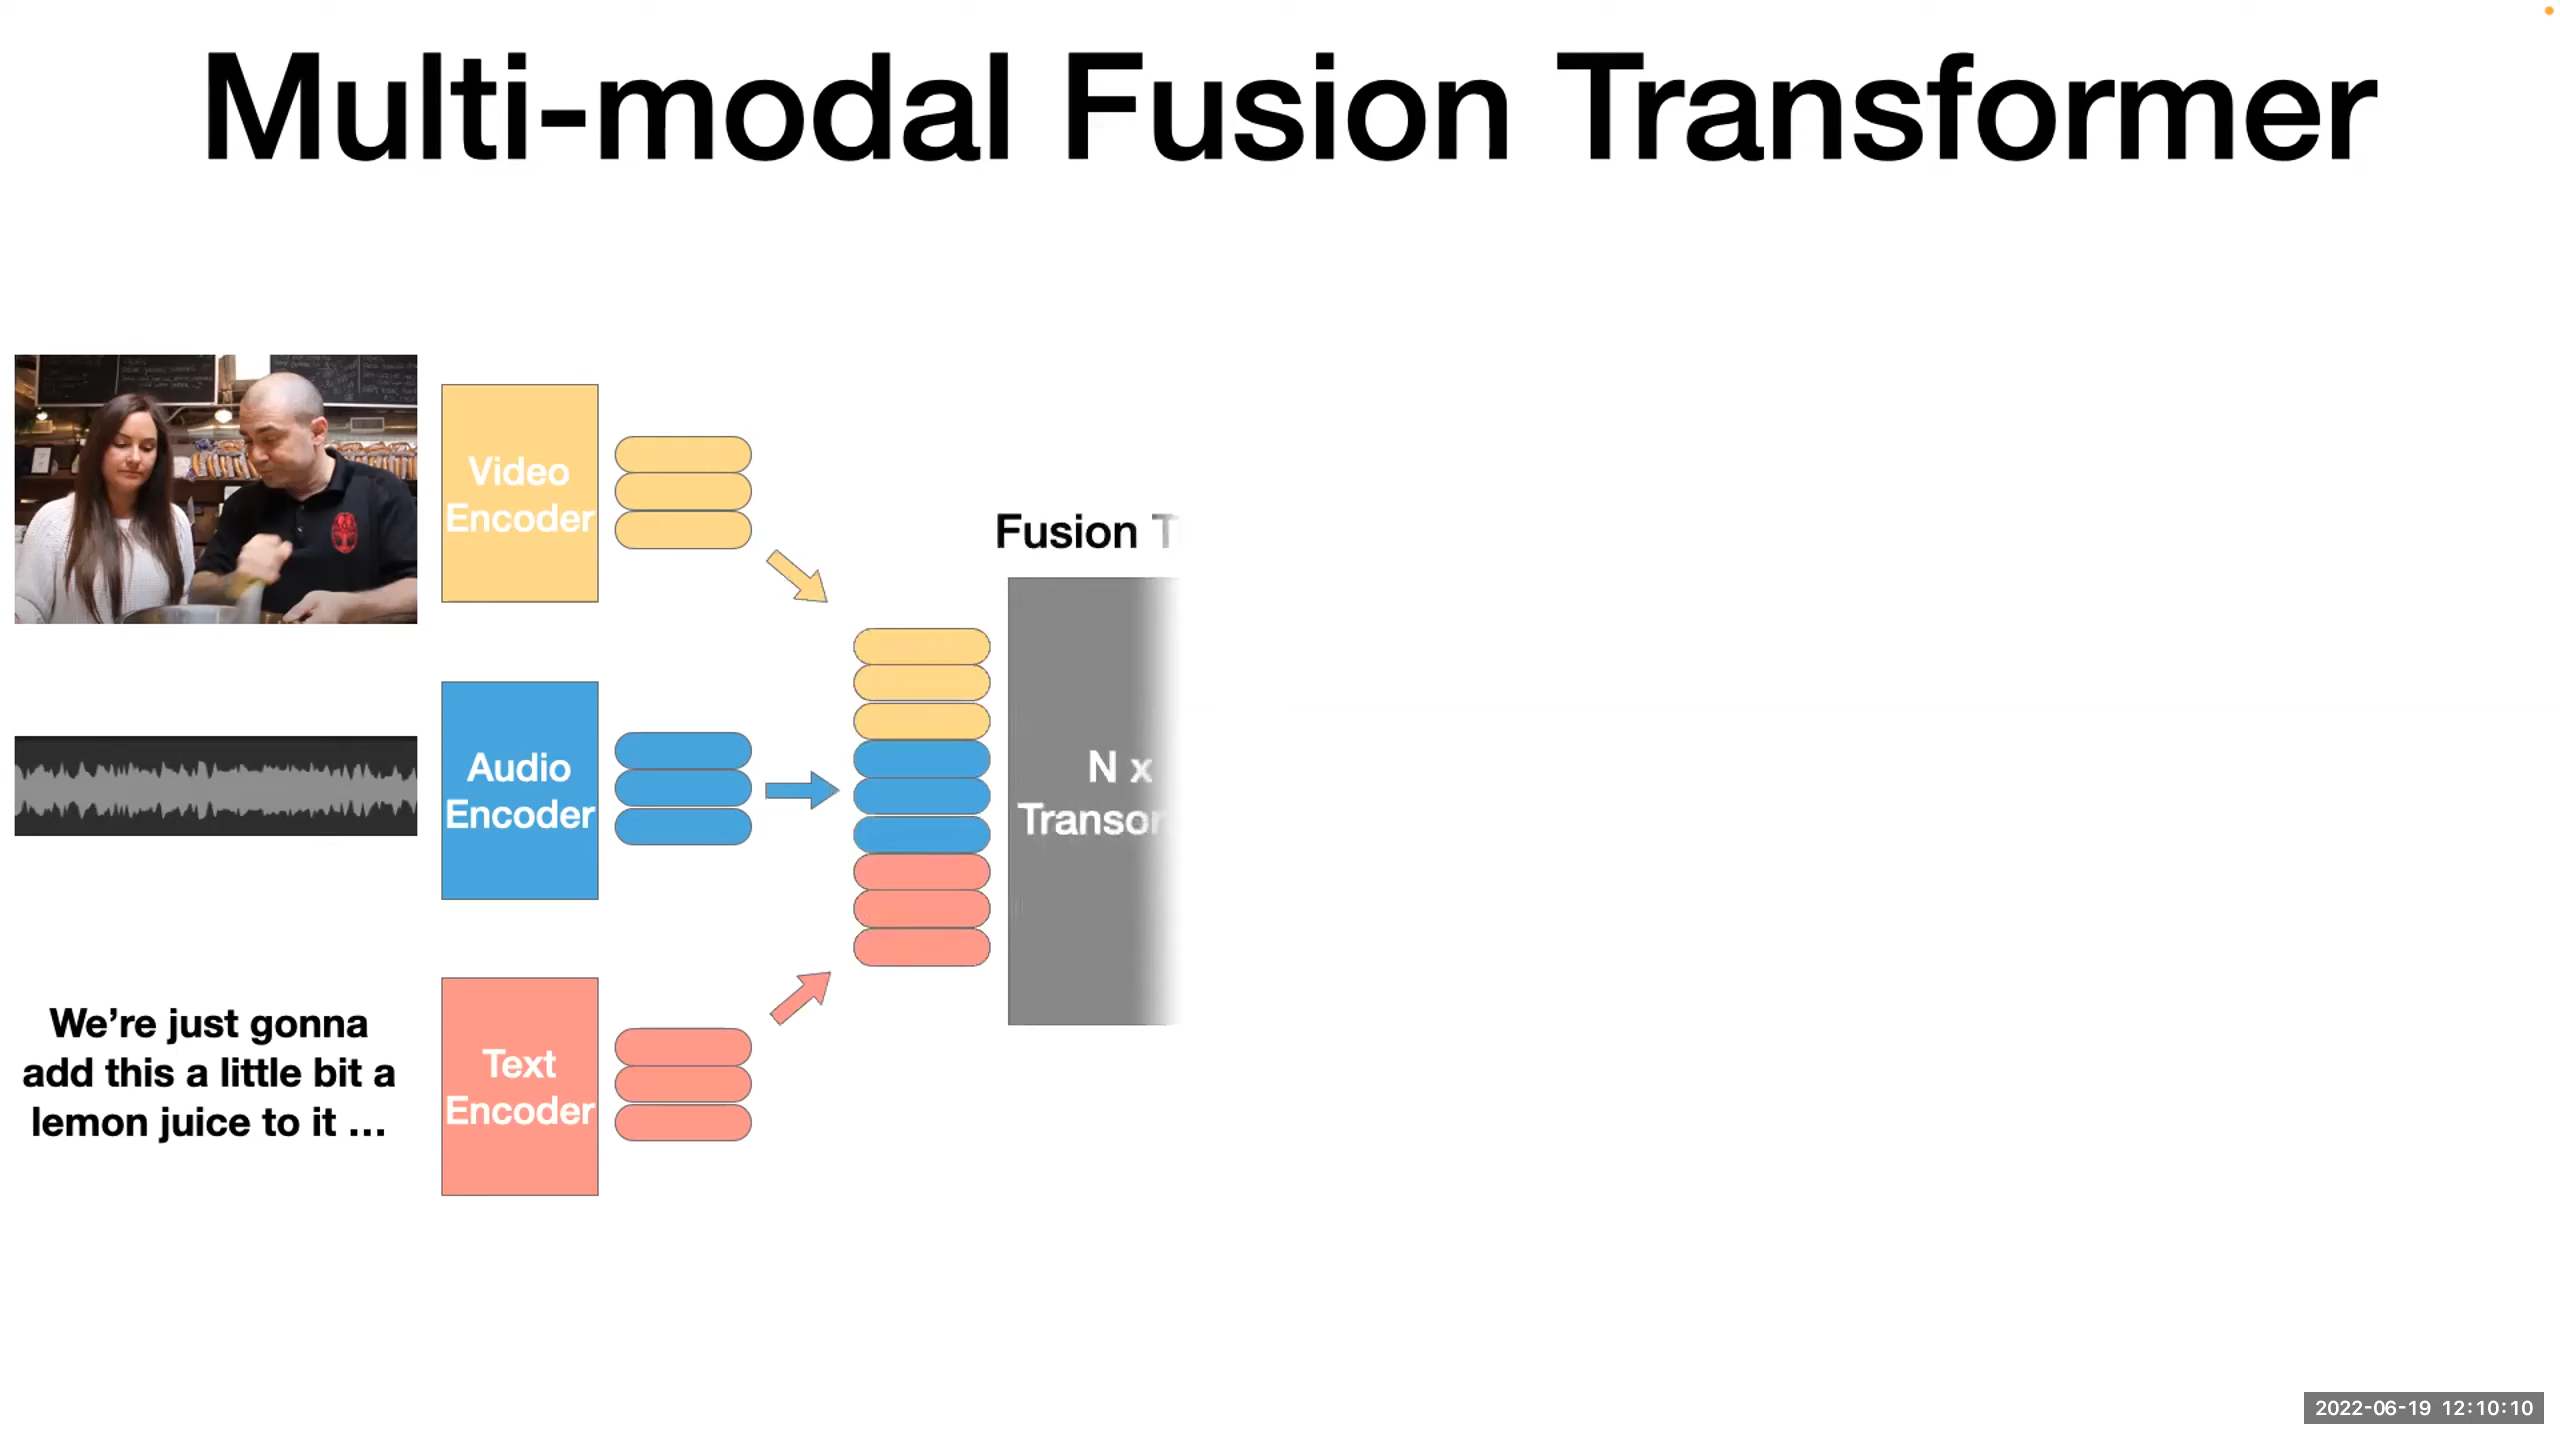 Multi-modal Fusion Transformer
Video
Encoder
Fusion
Audio
Encoder
N x
We’re just gonna
add this a little bit a
lemon juice to it ...
Text
Encoder
2022-06-19 12:10:10